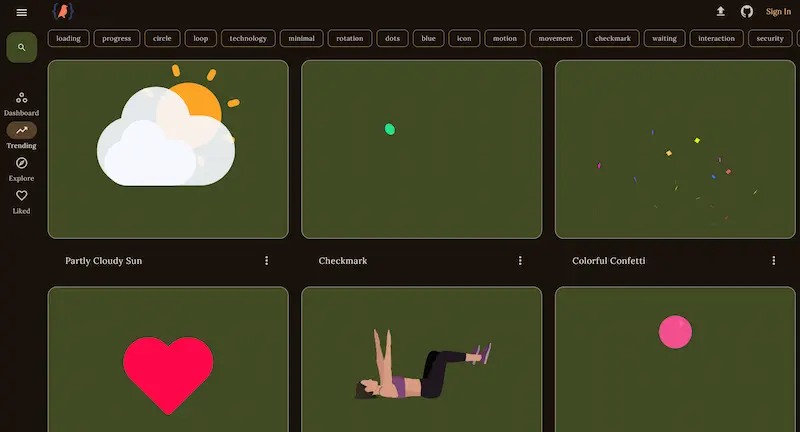 Sign In
loading
progress
circle
loop
technology
minimal
rotation
dots
blue
icon
motion
movement
checkmark
waiting
interaction
security
Dashboard
Trending
Explore
Liked
Partly Cloudy Sun
Checkmark
Colorful Confetti